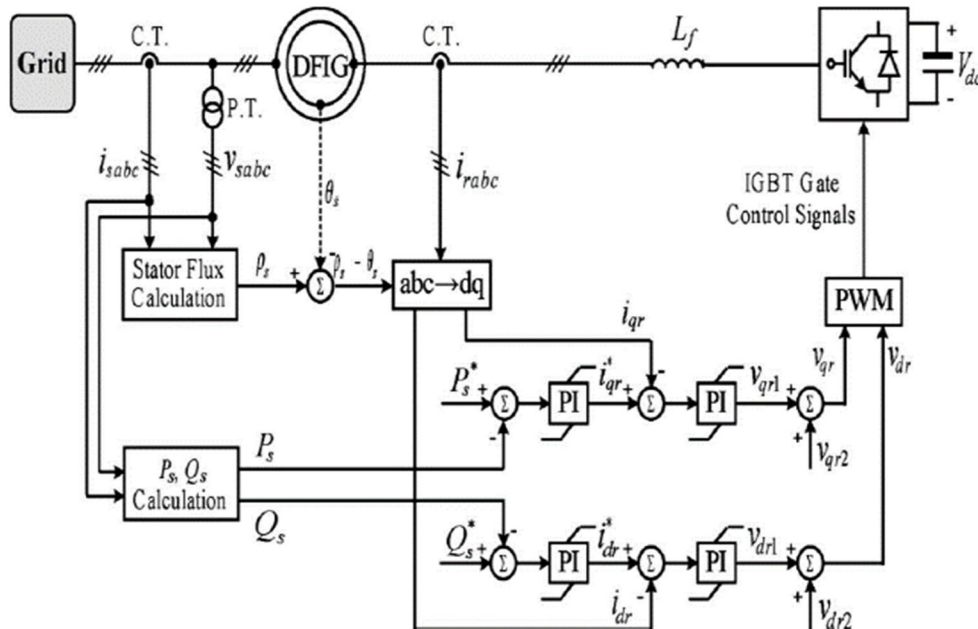 C.T.
C.T.
L_f
Grid
DFIG
+
V_dc
-
P.T.
i_sabc
v_sabc
i_rabc
θ_s
IGBT Gate
Control Signals
Stator Flux
Calculation
ρ_s
+
-
Σ
ρ_s - θ_s
abc→dq
PWM
i_qr
v_qr
v_dr
P_s*
+
Σ
-
PI
i_qr*
+
-
Σ
PI
v_qr1
+
Σ
+
v_qr2
P_s, Q_s
Calculation
P_s
Q_s
Q_s*
+
-
Σ
PI
i_dr*
+
Σ
-
i_dr
PI
v_dr1
+
Σ
+
v_dr2